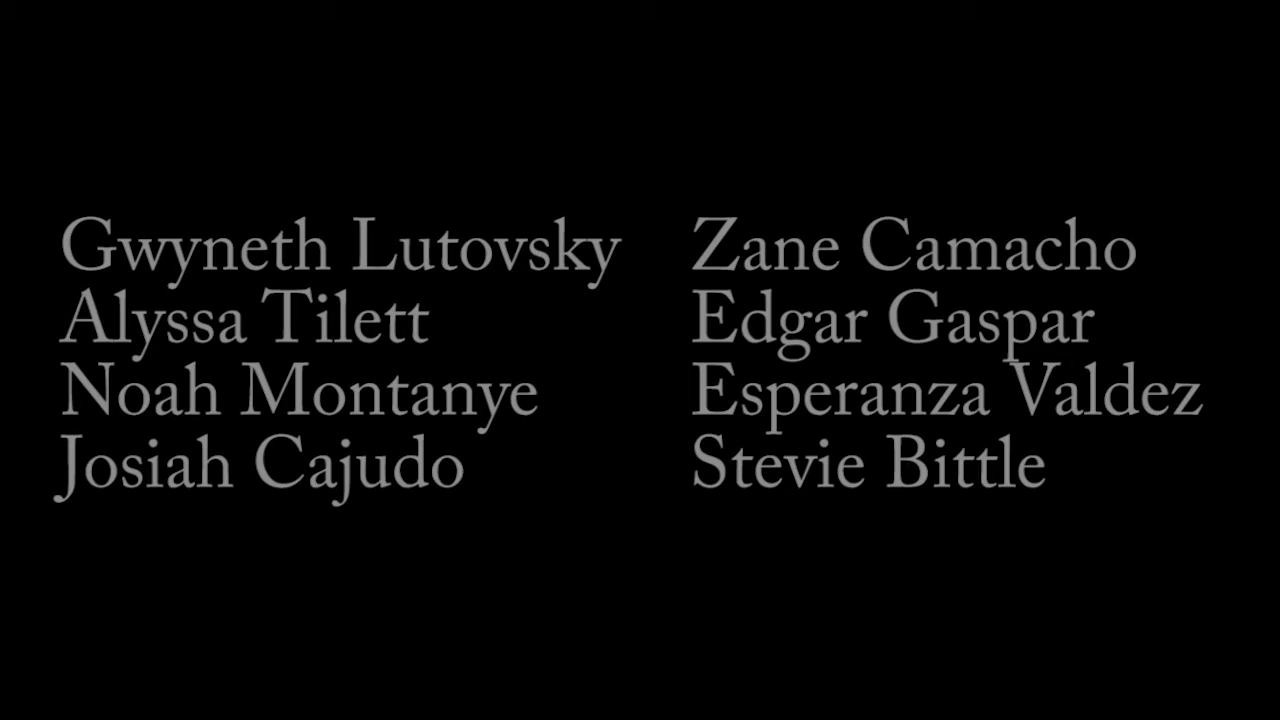 Gwyneth Lutovsky
Alyssa Tilett
Noah Montanye
Josiah Cajudo
Zane Camacho
Edgar Gaspar
Esperanza Valdez
Stevie Bittle